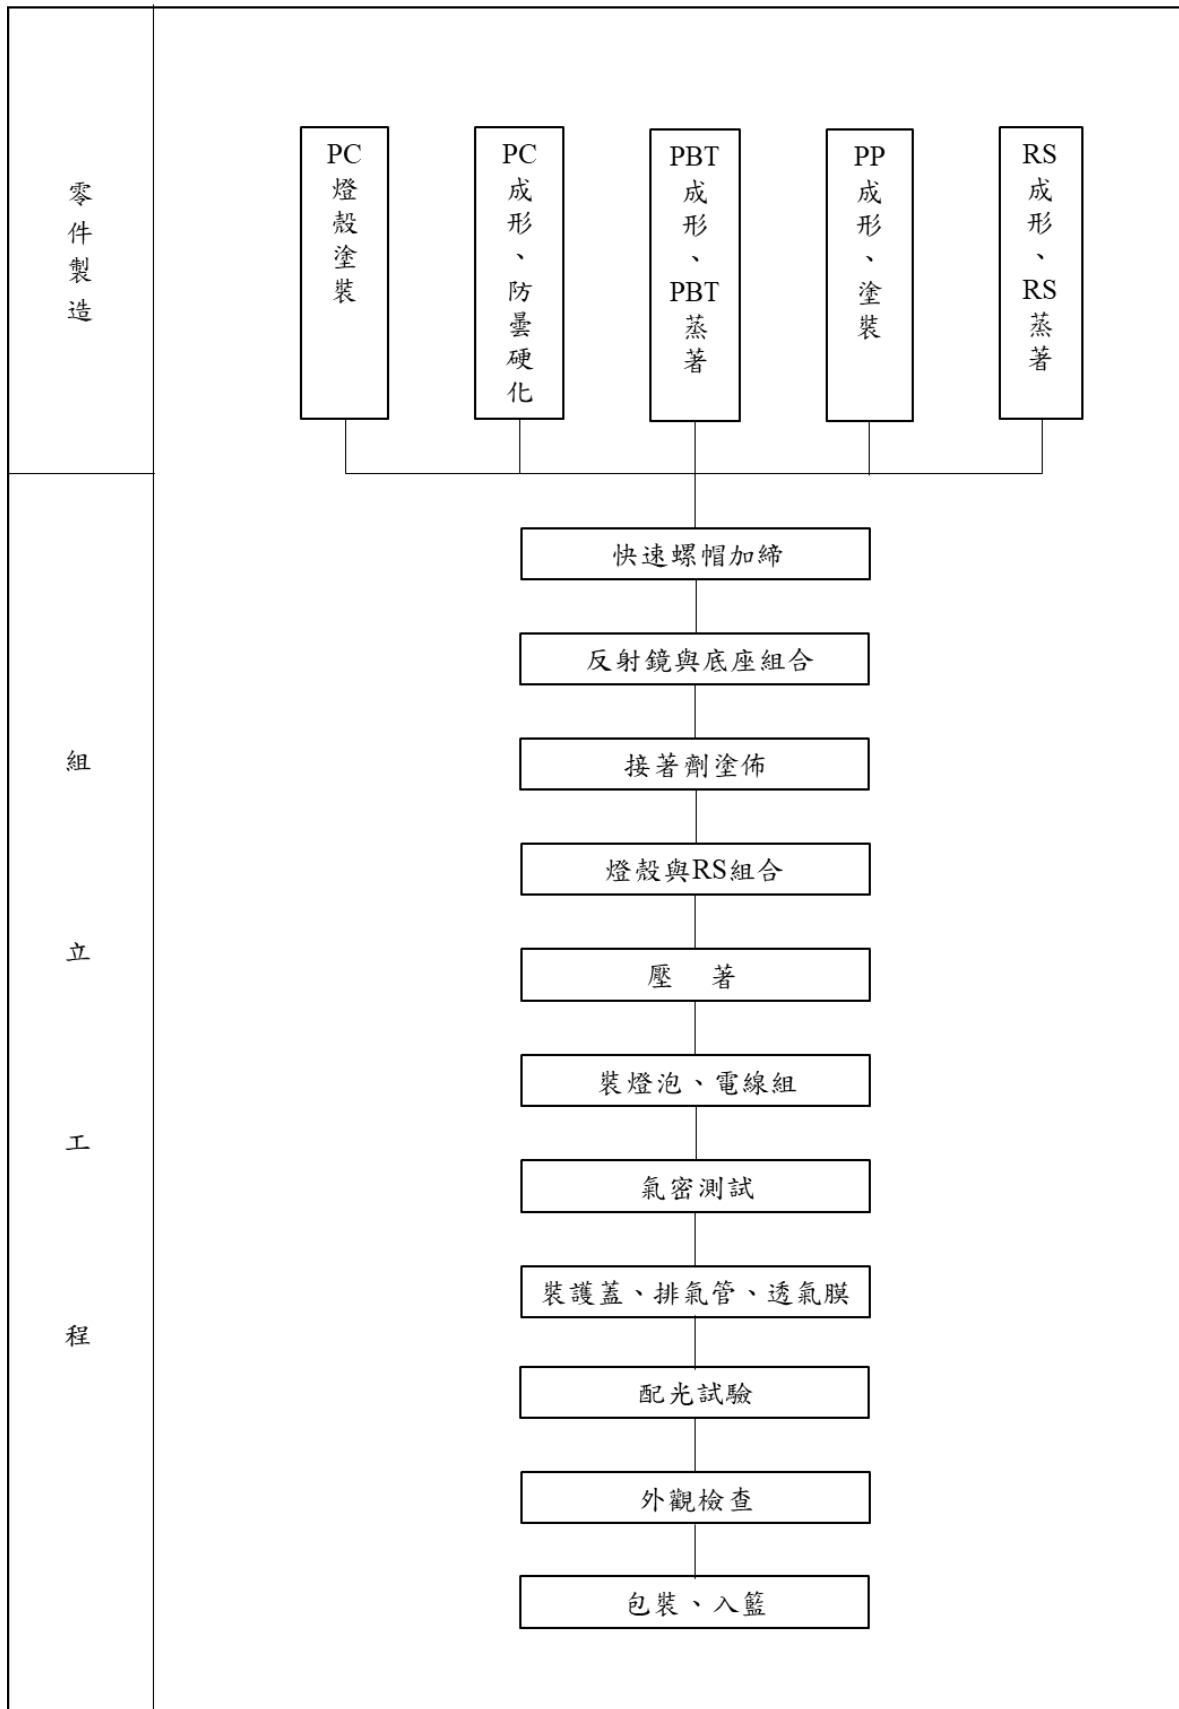 零件製造
PC燈殼塗裝
PC成形、防曇硬化
PBT成形、PBT蒸著
PP成形、塗裝
RS成形、RS蒸著
組立工程
快速螺帽加締
反射鏡與底座組合
接著劑塗佈
燈殼與RS組合
壓 著
裝燈泡、電線組
氣密測試
裝護蓋、排氣管、透氣膜
配光試驗
外觀檢查
包裝、入籃